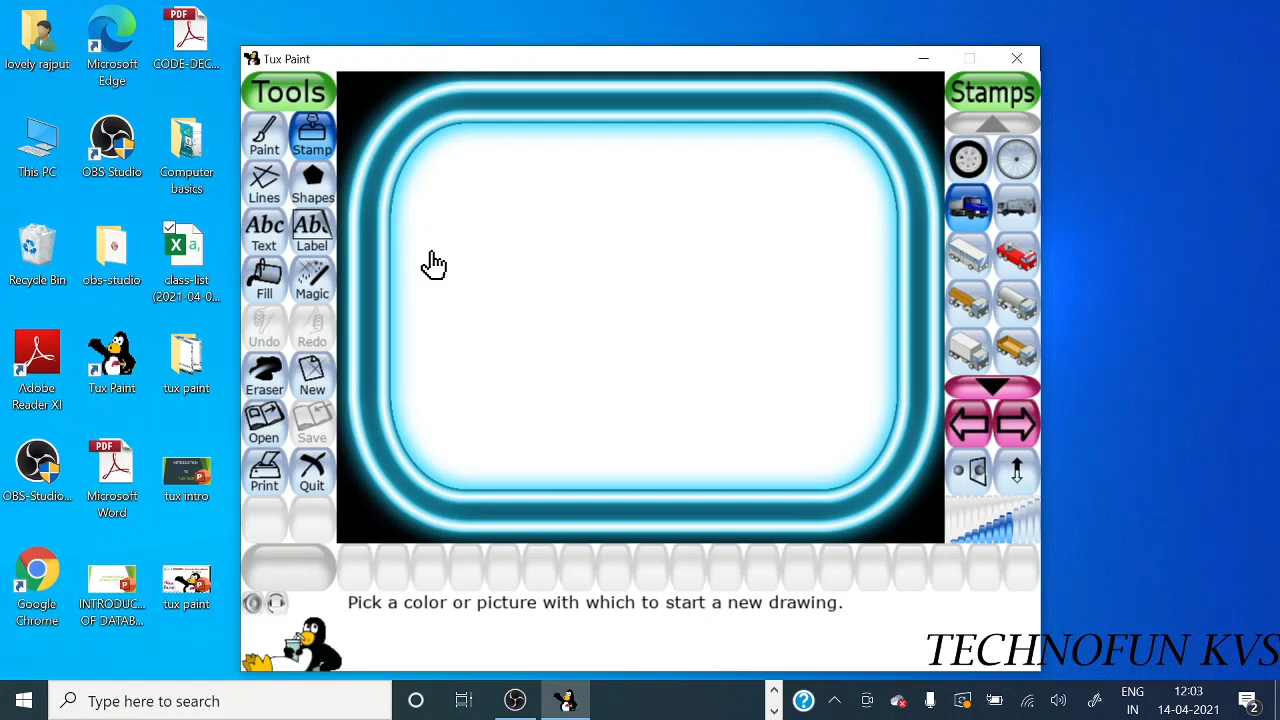 lovely rajput
Microsoft
Edge
PDF
CODE-DEC...
This PC
OBS Studio
Computer
basics
Recycle Bin
obs-studio
class-list
(2021-04-0...
Adobe
Reader XI
Tux Paint
tux paint
OBS-Studio...
PDF
Microsoft
Word
tux intro
Google
Chrome
INTRODUC...
OF DATAB...
tux paint
Tux Paint
Tools
Paint
Stamp
Lines
Shapes
Abc
Text
Label
Fill
Magic
Undo
Redo
Eraser
New
Open
Save
Print
Quit
Stamps
Pick a color or picture with which to start a new drawing.
TECHNOFUN KVS
Type here to search
ENG
IN
12:03
14-04-2021
2